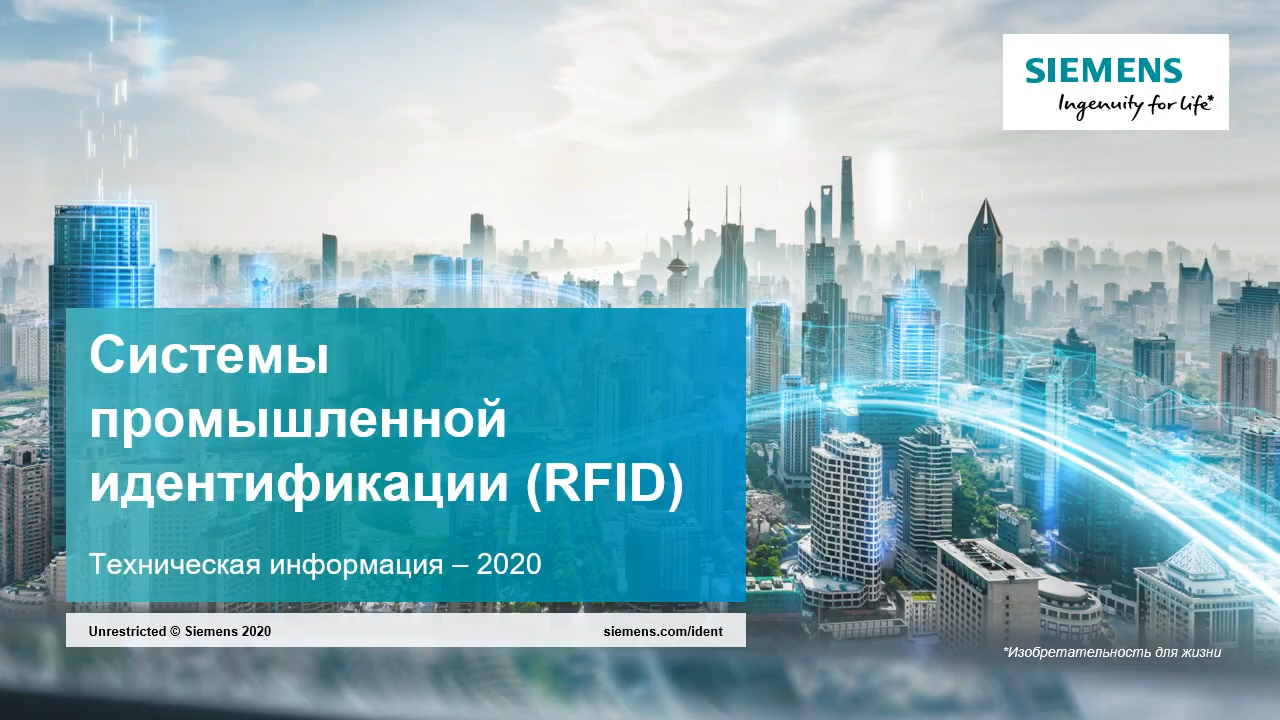 SIEMENS
Ingenuity for life*
Системы
промышленной
идентификации (RFID)
Техническая информация – 2020
Unrestricted © Siemens 2020
siemens.com/ident
*Изобретательность для жизни